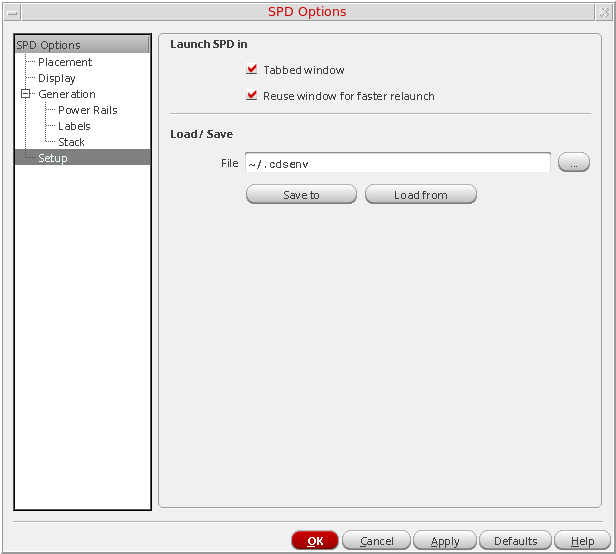 SPD Options
SPD Options
Placement
Display
Generation
Power Rails
Labels
Stack
Setup
Launch SPD in
Tabbed window
Reuse window for faster relaunch
Load / Save
File ~/.cdsenv ...
Save to Load from
OK Cancel Apply Defaults Help